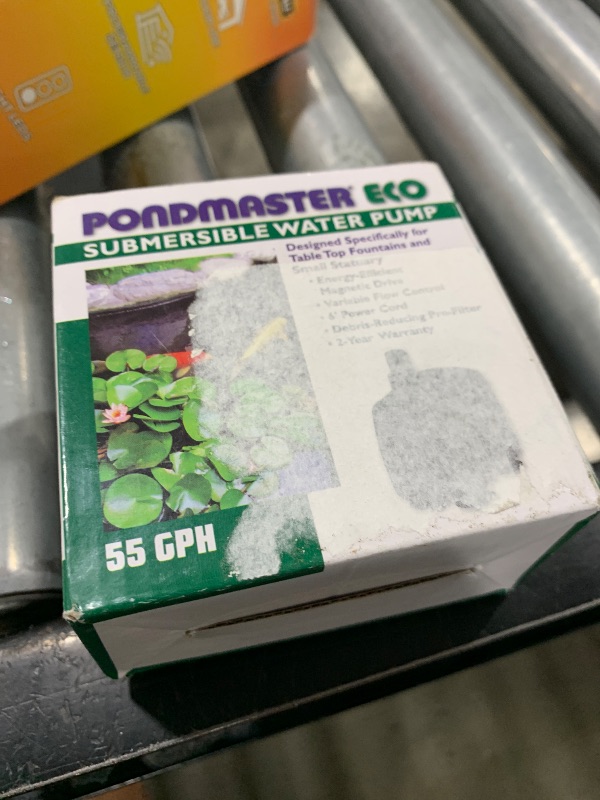 PONDMASTER® ECO
SUBMERSIBLE WATER PUMP
Designed Specifically for
Table Top Fountains and
Small Statuary
• Energy-Efficient
Magnetic Drive
• Variable Flow Control
• 6' Power Cord
• Debris-Reducing Pre-Filter
• 2-Year Warranty
55 GPH